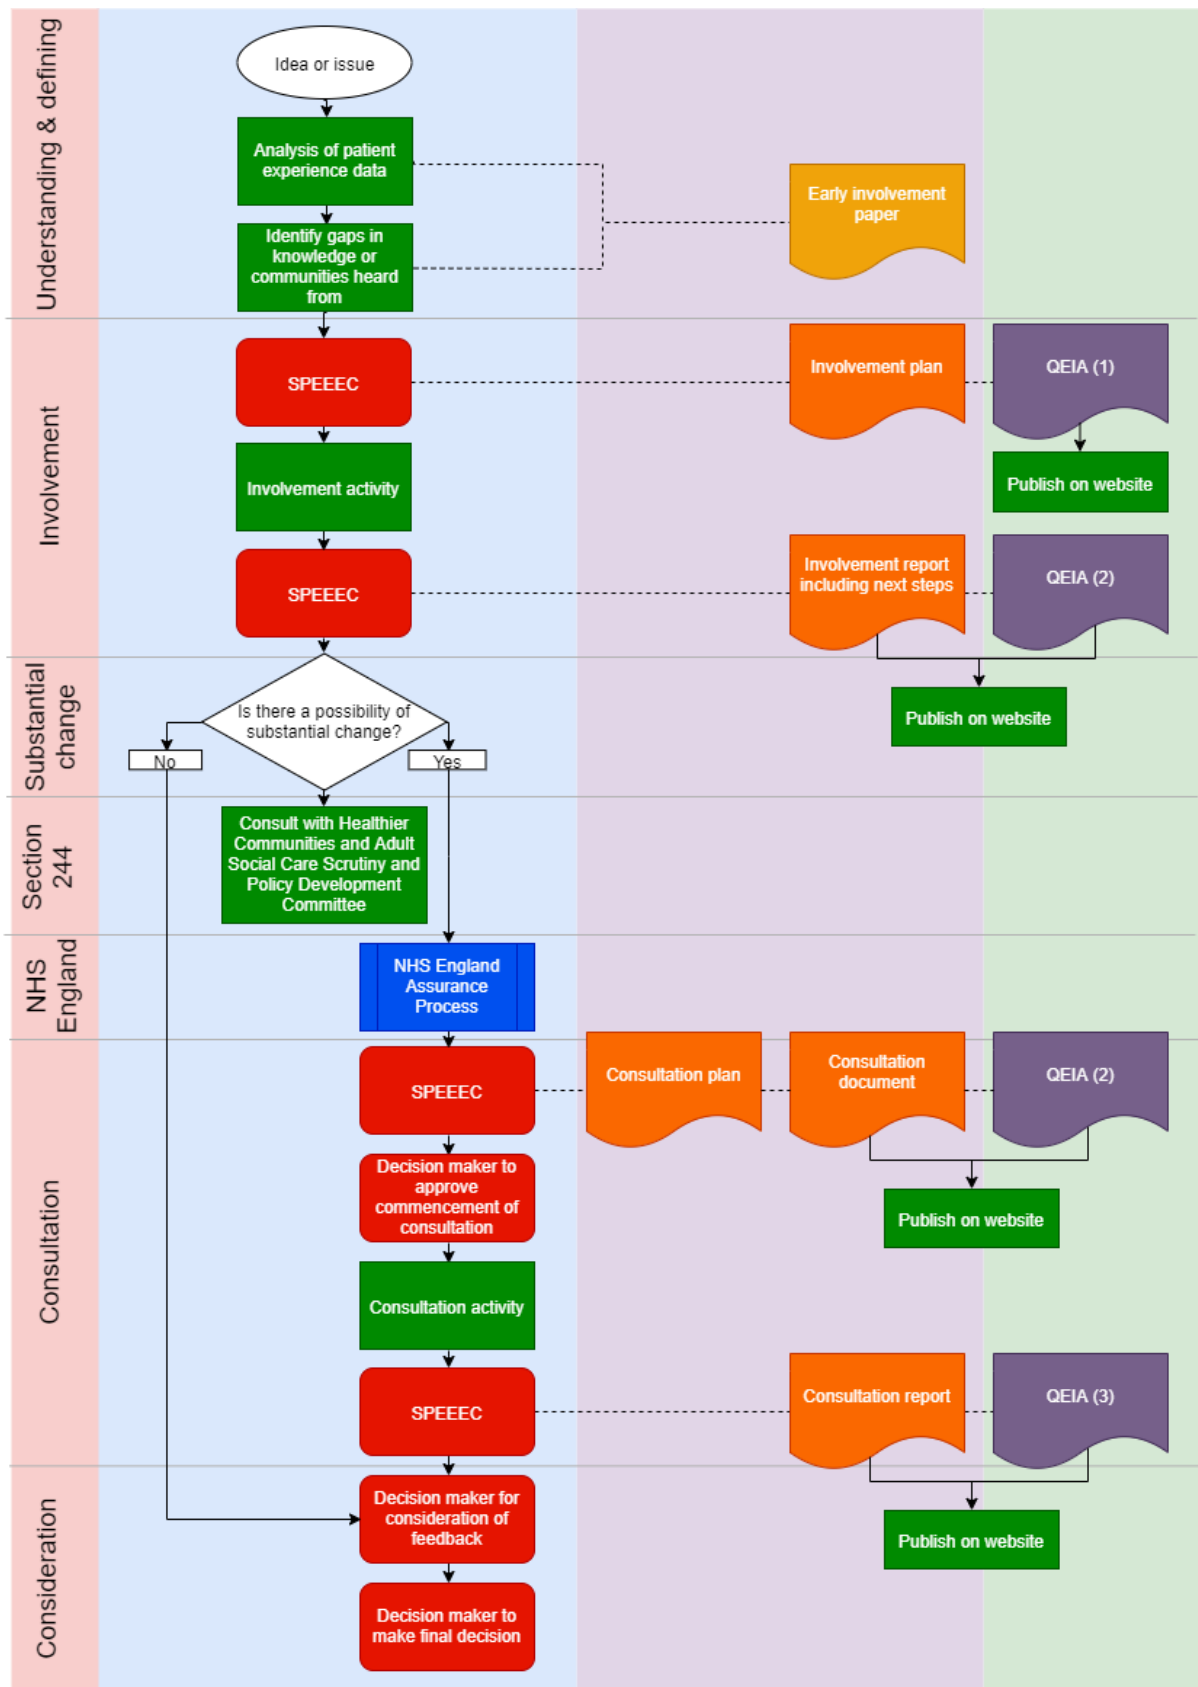 Understanding & defining
Idea or issue
Analysis of patient
experience data
Early involvement
paper
Identify gaps in
knowledge or
communities heard
from
Involvement
SPEEEC
Involvement plan
QEIA (1)
Involvement activity
Publish on website
SPEEEC
Involvement report
including next steps
QEIA (2)
Substantial
change
Is there a possibility of
substantial change?
Publish on website
No
Yes
Section
244
Consult with Healthier
Communities and Adult
Social Care Scrutiny and
Policy Development
Committee
NHS
England
NHS England
Assurance
Process
Consultation
SPEEEC
Consultation plan
Consultation
document
QEIA (2)
Decision maker to
approve
commencement of
consultation
Publish on website
Consultation activity
SPEEEC
Consultation report
QEIA (3)
Consideration
Decision maker for
consideration of
feedback
Publish on website
Decision maker to
make final decision